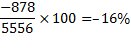 -878/5556 × 100 = –16%